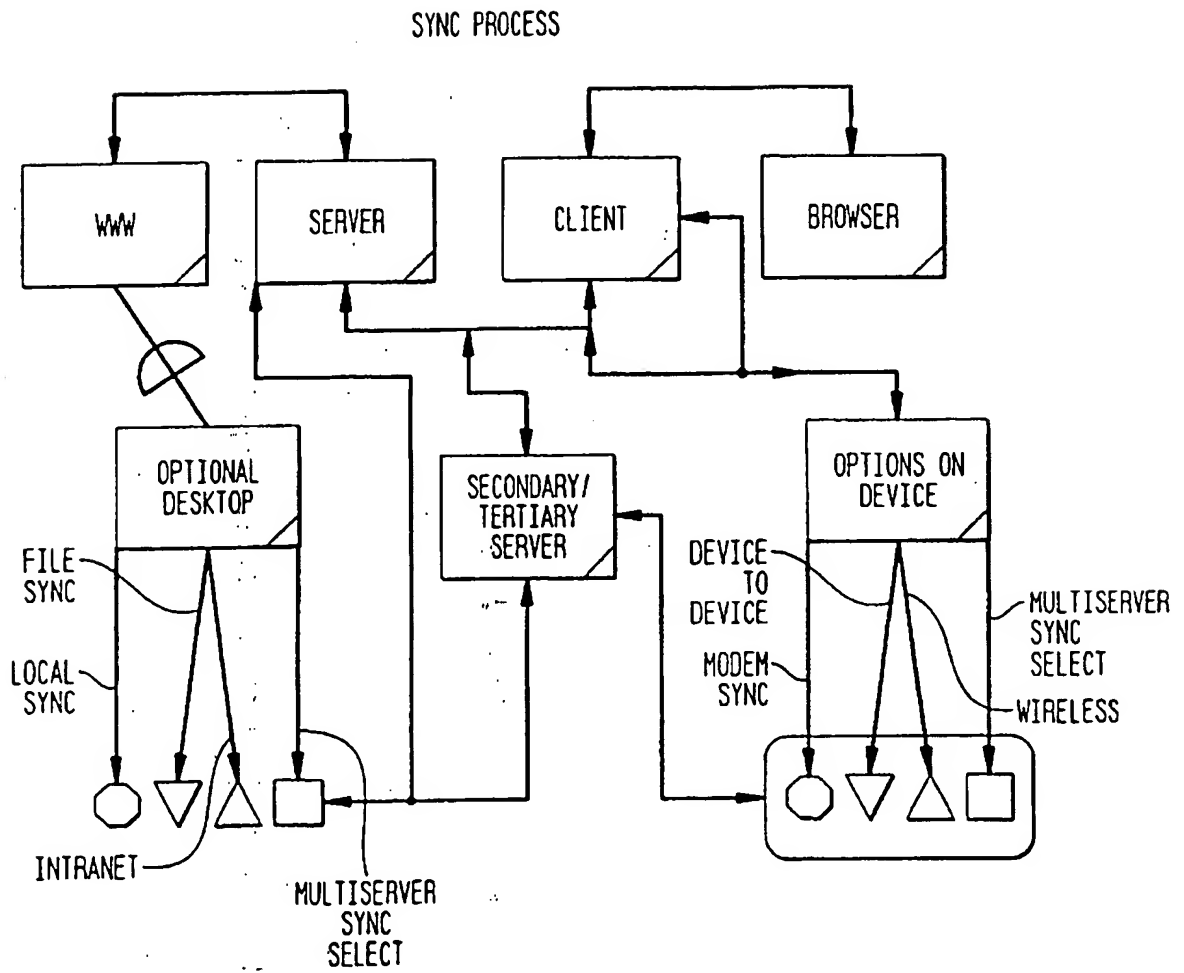 SYNC PROCESS
WWW
SERVER
CLIENT
BROWSER
OPTIONAL
DESKTOP
SECONDARY/
TERTIARY
SERVER
OPTIONS ON
DEVICE
FILE
SYNC
LOCAL
SYNC
INTRANET
MULTISERVER
SYNC
SELECT
DEVICE
TO
DEVICE
MODEM
SYNC
MULTISERVER
SYNC
SELECT
WIRELESS